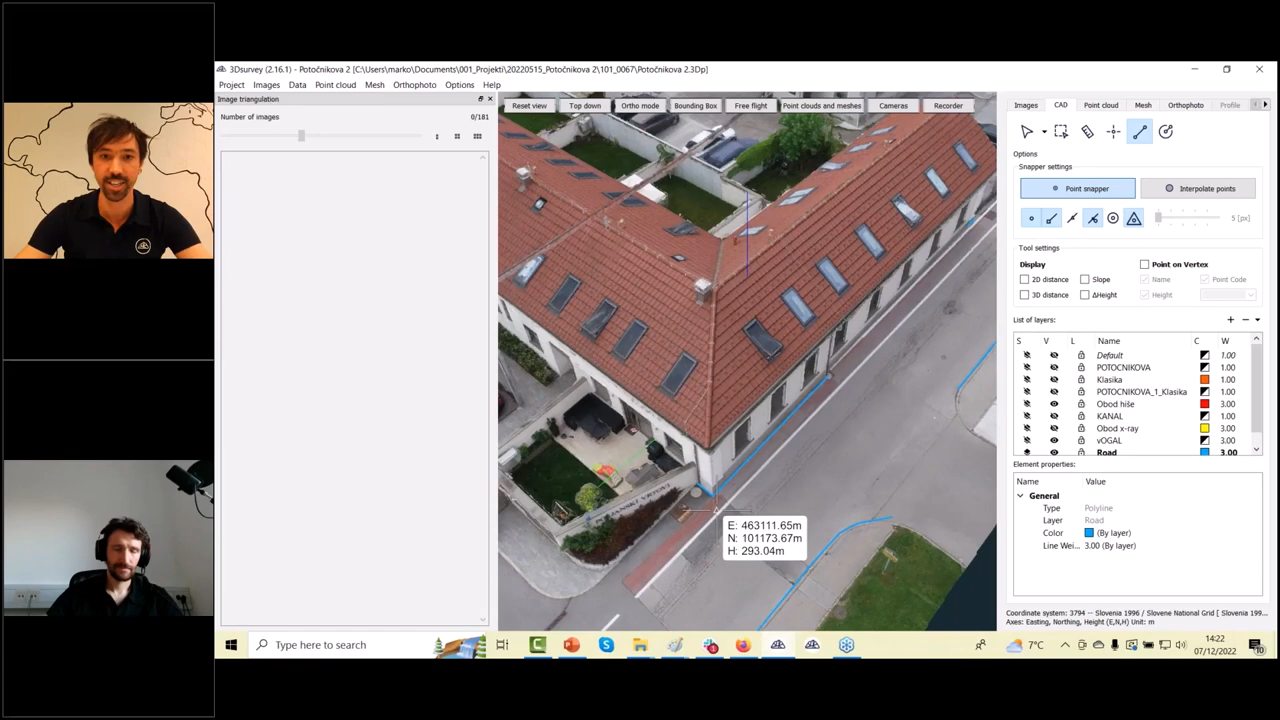 3Dsurvey (2.16.1) - Potočnikova 2 [C:\Users\marko\Documents\001_Projekti\20220515_Potočnikova 2\101_0067\Potočnikova 2.3Dp]
Project Images Data Point cloud Mesh Orthophoto Options Help
Image triangulation
Number of images 0/181
Reset view Top down Ortho mode Bounding Box Free flight Point clouds and meshes Cameras Recorder
E: 463111.65m
N: 101173.67m
H: 293.04m
Images CAD Point cloud Mesh Orthophoto Profile
Options
Snapper settings
Point snapper Interpolate points
5 [px]
Tool settings
Display Point on Vertex
2D distance Slope Name Point Code
3D distance ΔHeight Height
List of layers:
S V L Name C W
Default 1.00
POTOCNIKOVA 1.00
Klasika 1.00
POTOCNIKOVA_1_Klasika 1.00
Obod hiše 3.00
KANAL 1.00
Obod x-ray 3.00
vOGAL 3.00
Road 3.00
Element properties:
Name Value
General
Type Polyline
Layer Road
Color (By layer)
Line Wei... 3.00 (By layer)
Coordinate system: 3794 -- Slovenia 1996 / Slovene National Grid [ Slovenia 199...
Axes: Easting, Northing, Height (E,N,H) Unit: m
Type here to search
7°C
14:22
07/12/2022
10